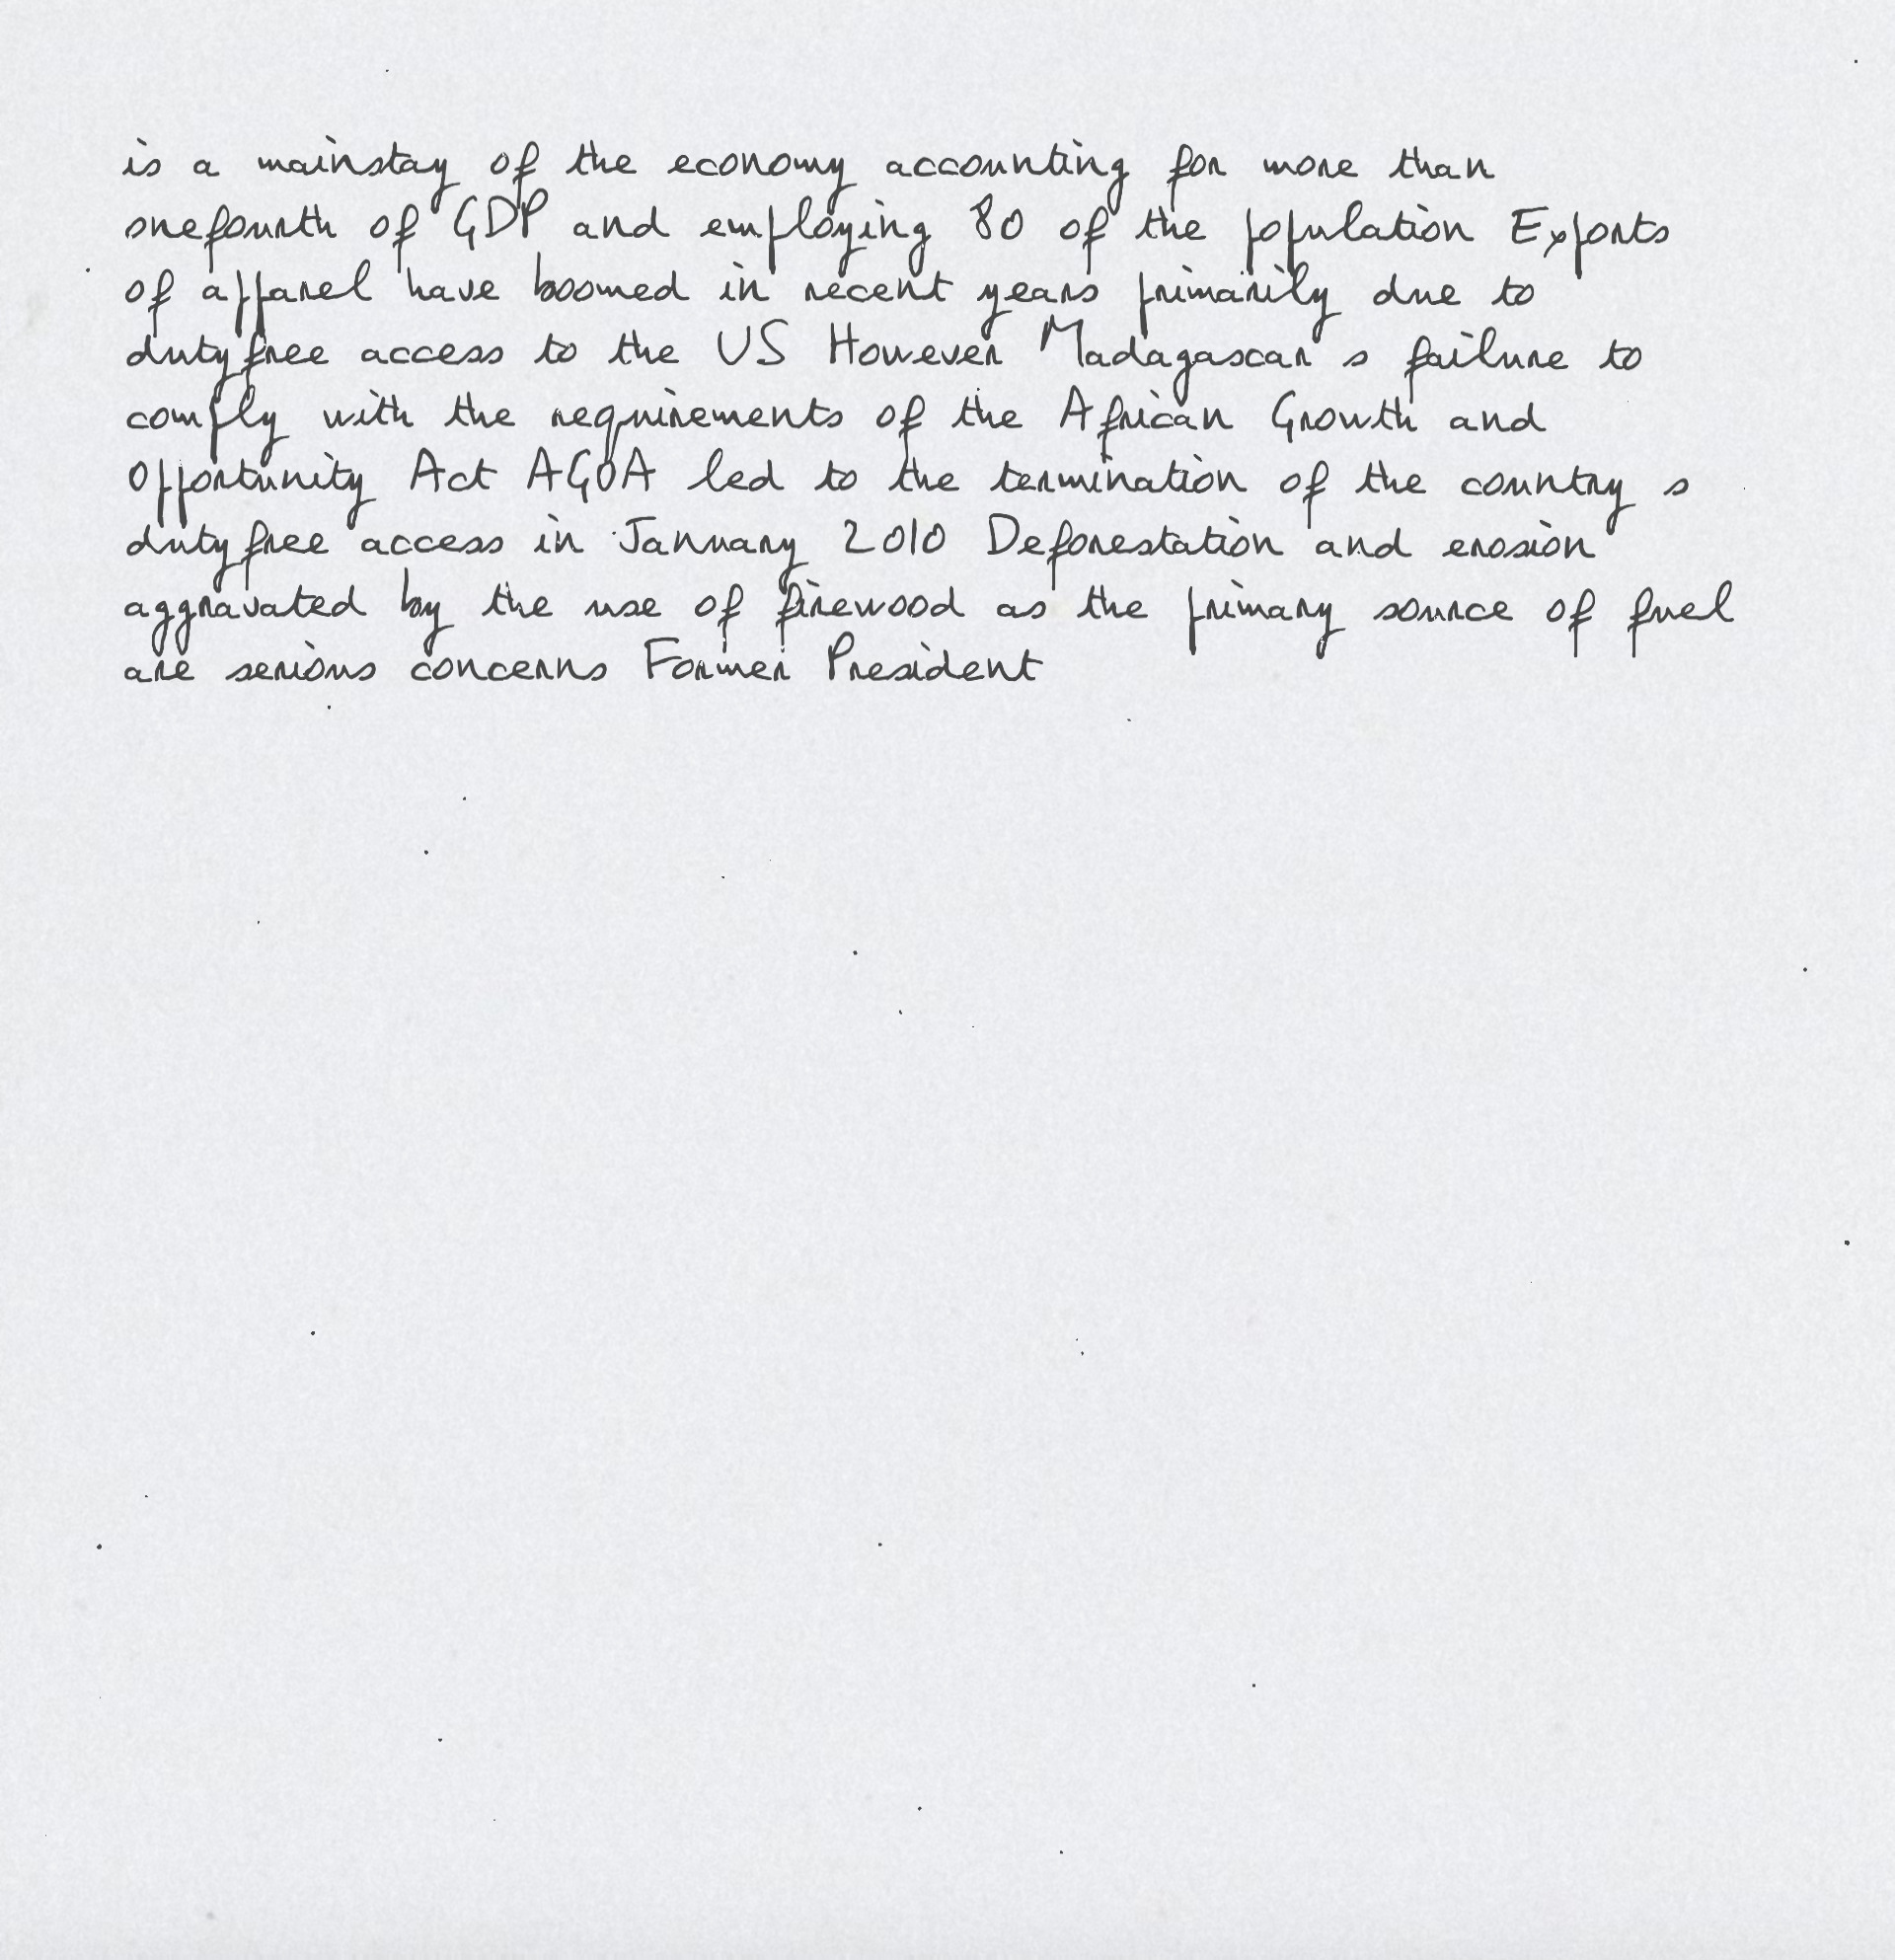 is a mainstay of the economy accounting for more than
onefourth of GDP and employing 80 of the population Exports
of apparel have boomed in recent years primarily due to
dutyfree access to the US However Madagascar s failure to
comply with the requirements of the African Growth and
Opportunity Act AGOA led to the termination of the country s
dutyfree access in January 2010 Deforestation and erosion
aggravated by the use of firewood as the primary source of fuel
are serious concerns Former President